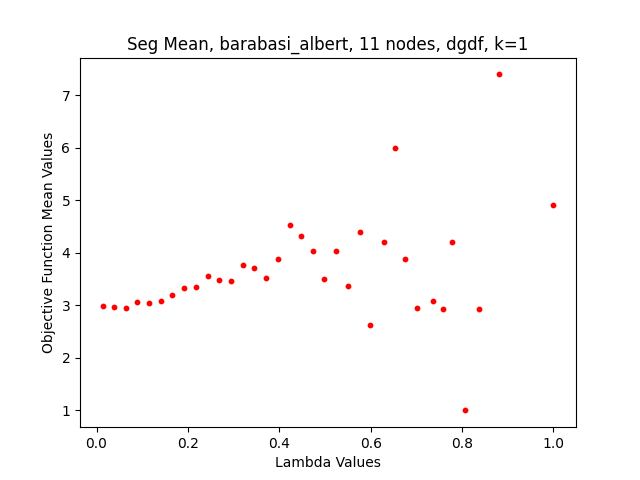 Seg Mean, barabasi_albert, 11 nodes, dgdf, k=1
Objective Function Mean Values
7
6
5
4
3
2
1
0.0 0.2 0.4 0.6 0.8 1.0
Lambda Values